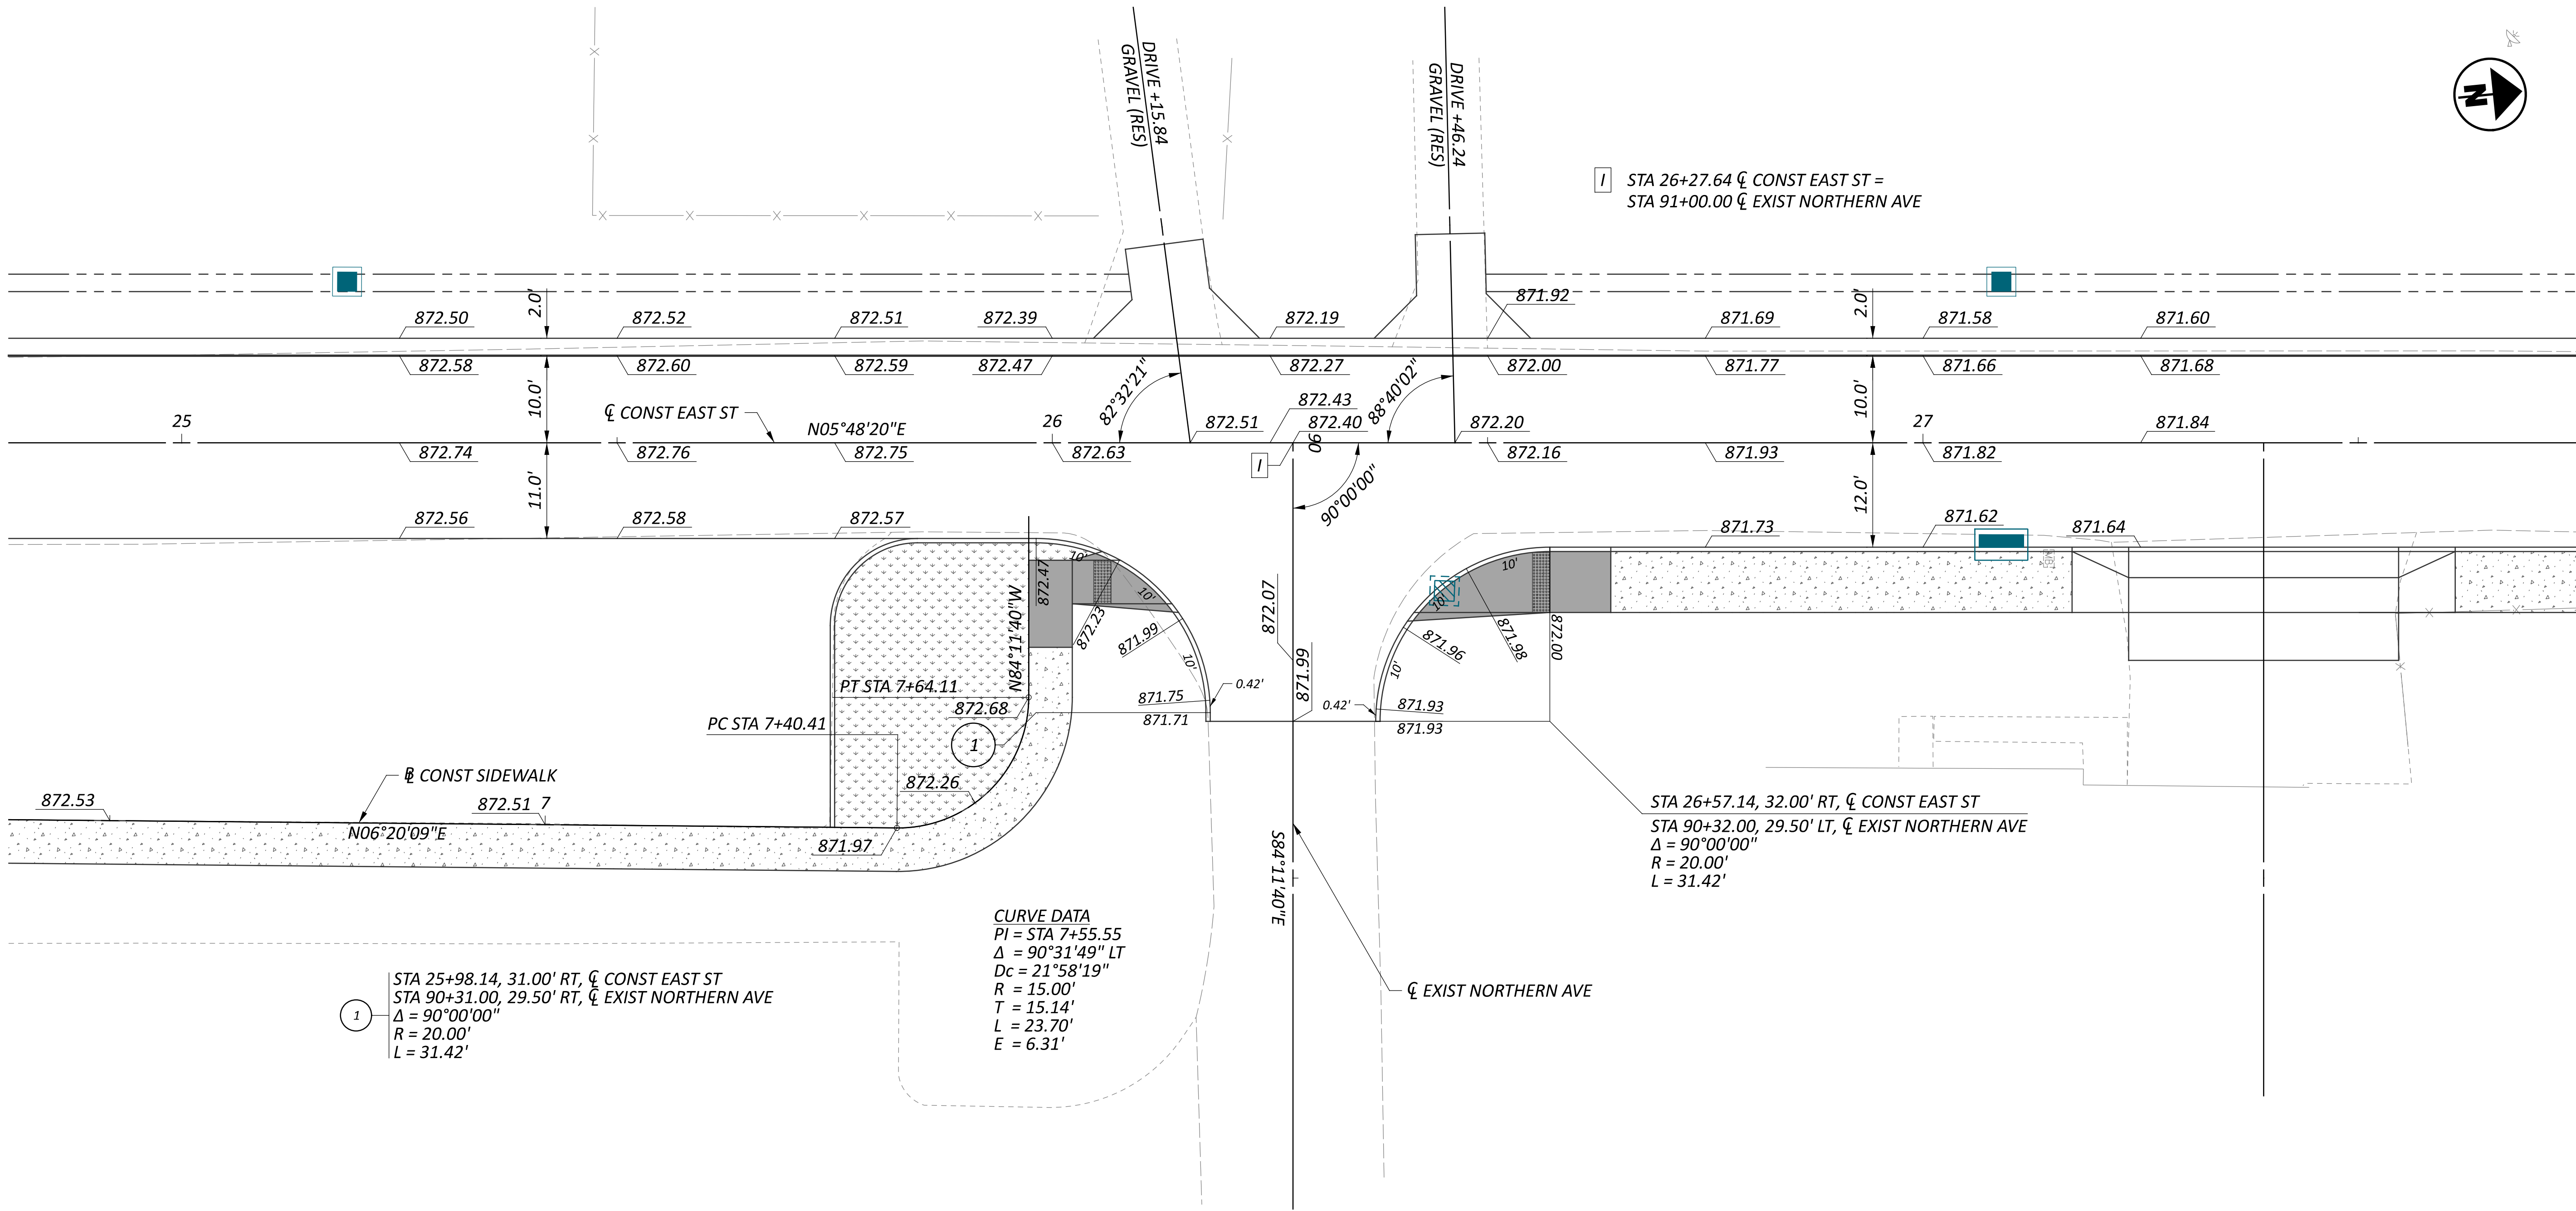 DRIVE +15.84
GRAVEL (RES)
DRIVE +46.24
GRAVEL (RES)
N
I STA 26+27.64 ℄ CONST EAST ST =
STA 91+00.00 ℄ EXIST NORTHERN AVE
872.50
2.0'
872.52
872.51
872.39
872.19
871.92
871.69
2.0'
871.58
871.60
872.58
872.60
872.59
872.47
872.27
872.00
871.77
871.66
871.68
10.0'
82°32'21"
88°40'02"
10.0'
25
℄ CONST EAST ST
N05°48'20"E
26
872.51
872.43
872.40
872.20
27
871.84
90
872.74
872.76
872.75
872.63
I
872.16
871.93
871.82
11.0'
90°00'00"
12.0'
872.56
872.58
872.57
871.73
871.62
871.64
MB
10'
10'
10'
872.47
872.23
871.99
N84°11'40"W
872.07
871.99
10'
10'
10'
871.96
871.98
872.00
PT STA 7+64.11
872.68
871.75
871.71
0.42'
0.42'
871.93
871.93
PC STA 7+40.41
1
872.26
871.97
℄ CONST SIDEWALK
872.53
872.51 7
N06°20'09"E
S84°11'40"E
STA 26+57.14, 32.00' RT, ℄ CONST EAST ST
STA 90+32.00, 29.50' LT, ℄ EXIST NORTHERN AVE
Δ = 90°00'00"
R = 20.00'
L = 31.42'
CURVE DATA
PI = STA 7+55.55
Δ = 90°31'49" LT
Dc = 21°58'19"
R = 15.00'
T = 15.14'
L = 23.70'
E = 6.31'
℄ EXIST NORTHERN AVE
1
STA 25+98.14, 31.00' RT, ℄ CONST EAST ST
STA 90+31.00, 29.50' RT, ℄ EXIST NORTHERN AVE
Δ = 90°00'00"
R = 20.00'
L = 31.42'